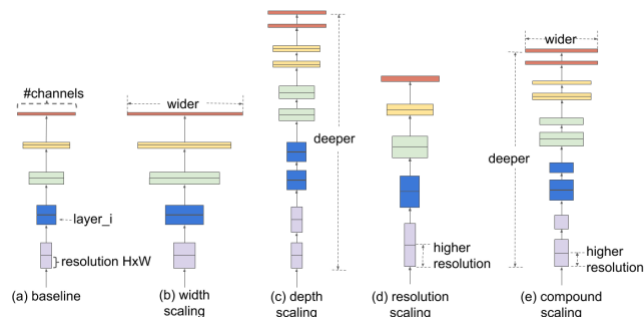 #channels
layer_i
resolution HxW
(a) baseline
wider
(b) width
scaling
deeper
(c) depth
scaling
higher
resolution
(d) resolution
scaling
wider
deeper
higher
resolution
(e) compound
scaling